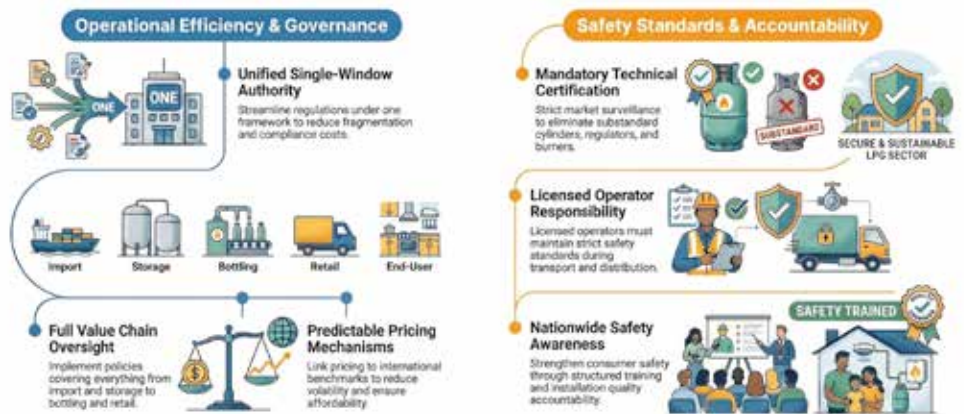 Operational Efficiency & Governance
ONE
ONE
Unified Single-Window
Authority
Streamline regulations under one
framework to reduce fragmentation
and compliance costs.
Import
Storage
Bottling
Retail
End-User
Full Value Chain
Oversight
Implement policies
covering everything from
import and storage to
bottling and retail.
Predictable Pricing
Mechanisms
Link pricing to international
benchmarks to reduce
volatility and ensure
affordability.
Safety Standards & Accountability
Mandatory Technical
Certification
Strict market surveillance
to eliminate substandard
cylinders, regulators, and
burners.
SUBSTANDARD
SECURE & SUSTAINABLE
LPG SECTOR
Licensed Operator
Responsibility
Licensed operators must
maintain strict safety
standards during
transport and distribution.
Nationwide Safety
Awareness
Strengthen consumer safety
through structured training
and installation quality
accountability.
SAFETY TRAINED